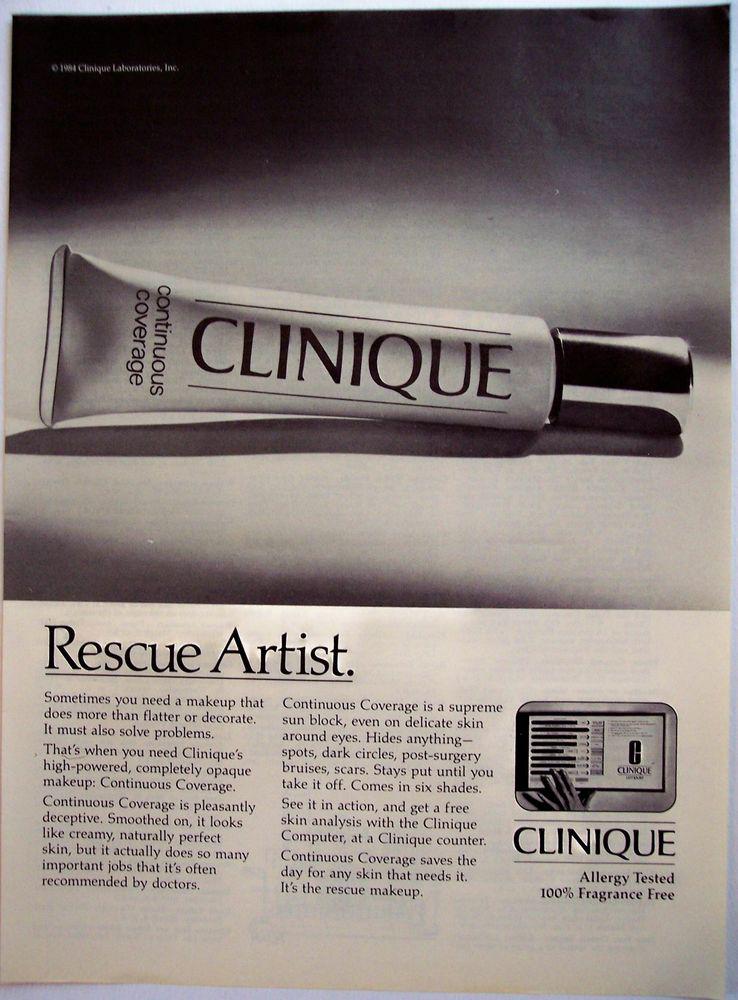 © 1984 Clinique Laboratories, Inc.
continuous
coverage
CLINIQUE
Rescue Artist.
Sometimes you need a makeup that
does more than flatter or decorate.
It must also solve problems.
That's when you need Clinique's
high-powered, completely opaque
makeup: Continuous Coverage.
Continuous Coverage is pleasantly
deceptive. Smoothed on, it looks
like creamy, naturally perfect
skin, but it actually does so many
important jobs that it's often
recommended by doctors.
Continuous Coverage is a supreme
sun block, even on delicate skin
around eyes. Hides anything—
spots, dark circles, post-surgery
bruises, scars. Stays put until you
take it off. Comes in six shades.
See it in action, and get a free
skin analysis with the Clinique
Computer, at a Clinique counter.
Continuous Coverage saves the
day for any skin that needs it.
It's the rescue makeup.
C
CLINIQUE
CLINIQUE
Allergy Tested
100% Fragrance Free